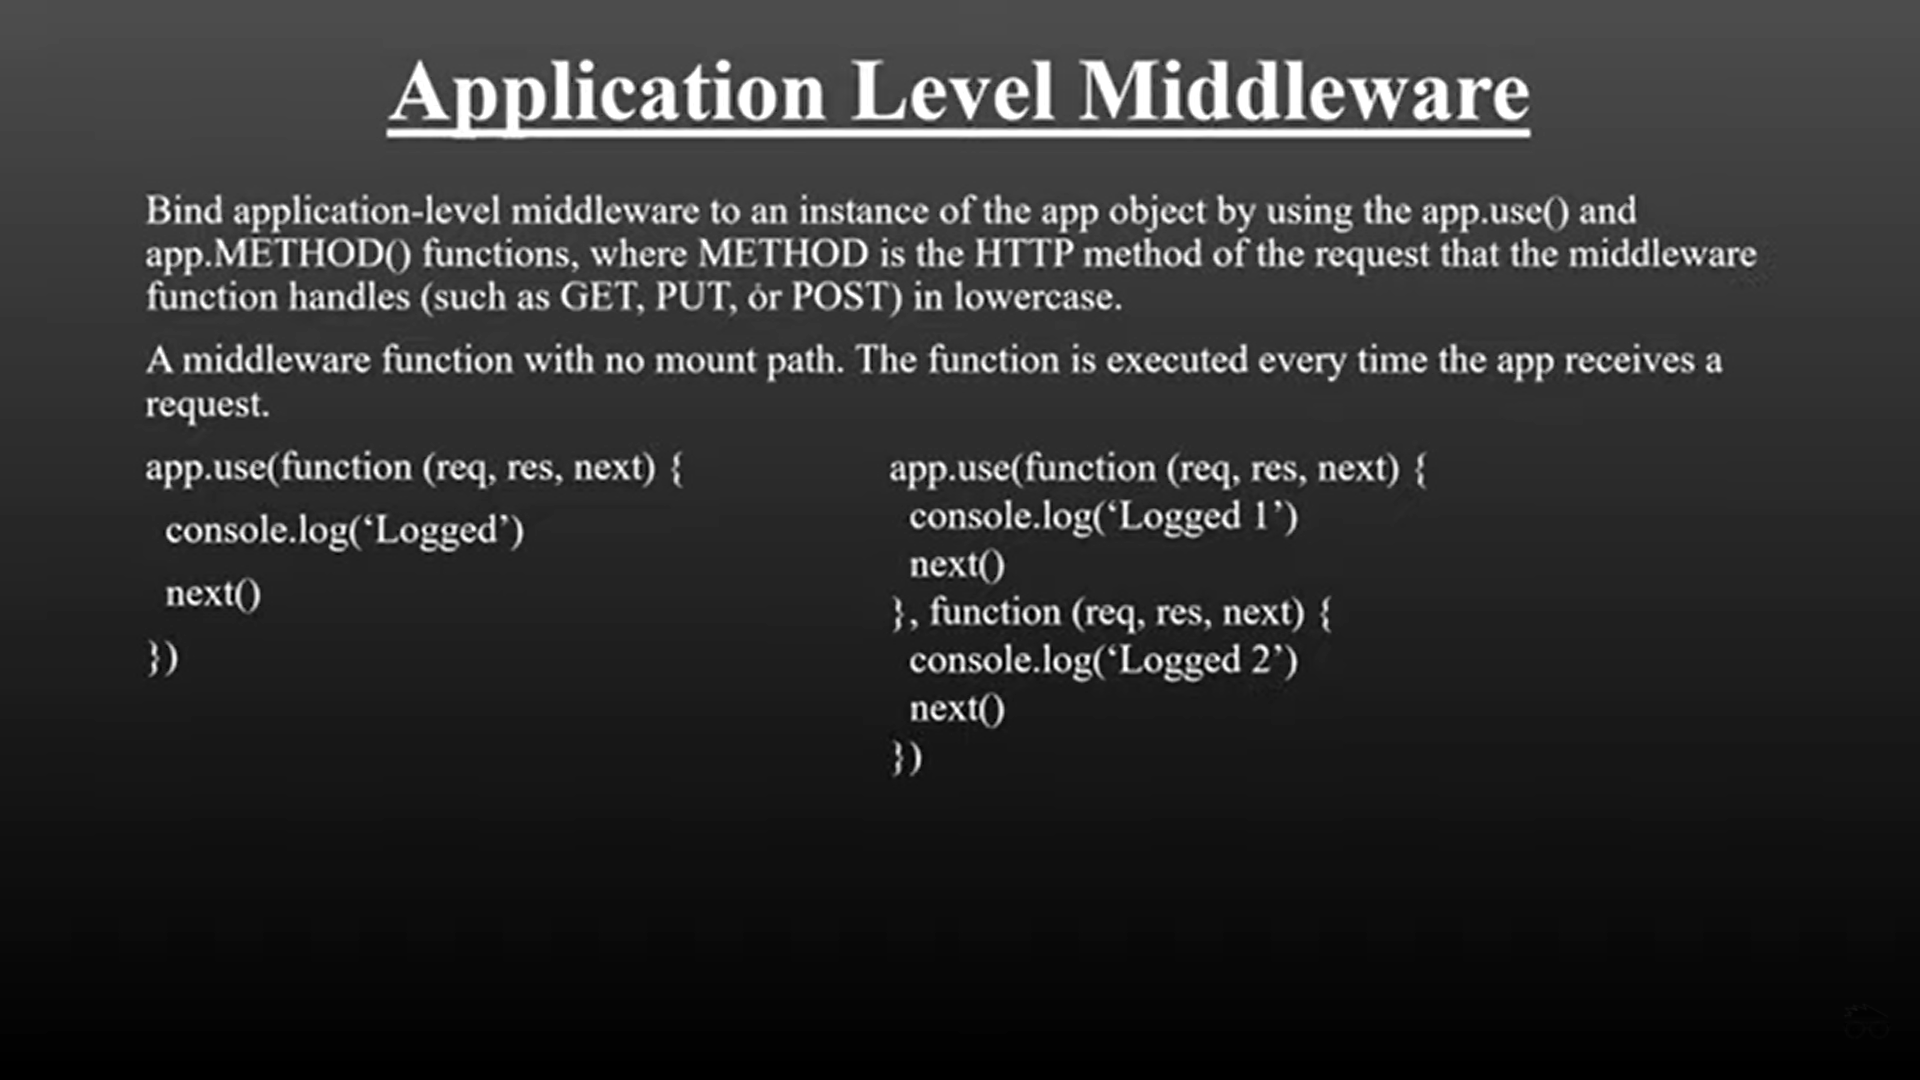 Application Level Middleware
Bind application-level middleware to an instance of the app object by using the app.use() and
app.METHOD() functions, where METHOD is the HTTP method of the request that the middleware
function handles (such as GET, PUT, or POST) in lowercase.
A middleware function with no mount path. The function is executed every time the app receives a
request.
app.use(function (req, res, next) {
console.log(‘Logged’)
next()
})
app.use(function (req, res, next) {
console.log(‘Logged 1’)
next()
}, function (req, res, next) {
console.log(‘Logged 2’)
next()
})